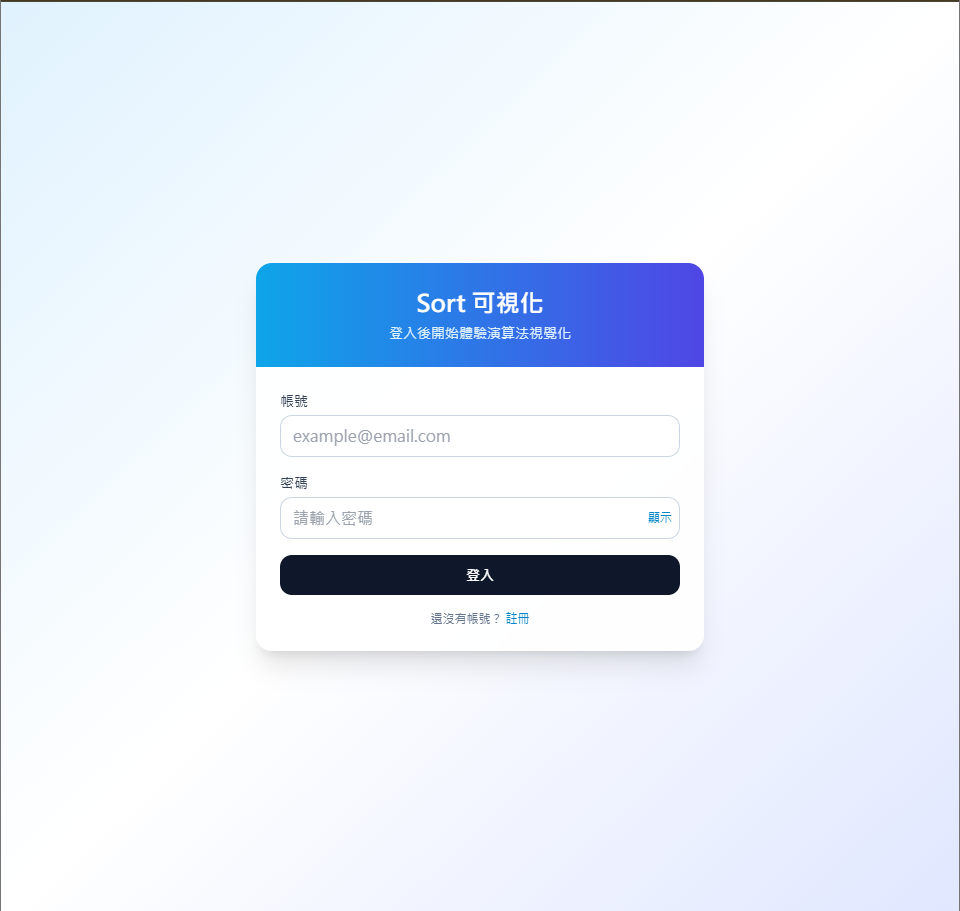 Sort 可視化
登入後開始體驗演算法視覺化
帳號
example@email.com
密碼
請輸入密碼 顯示
登入
還沒有帳號？ 註冊